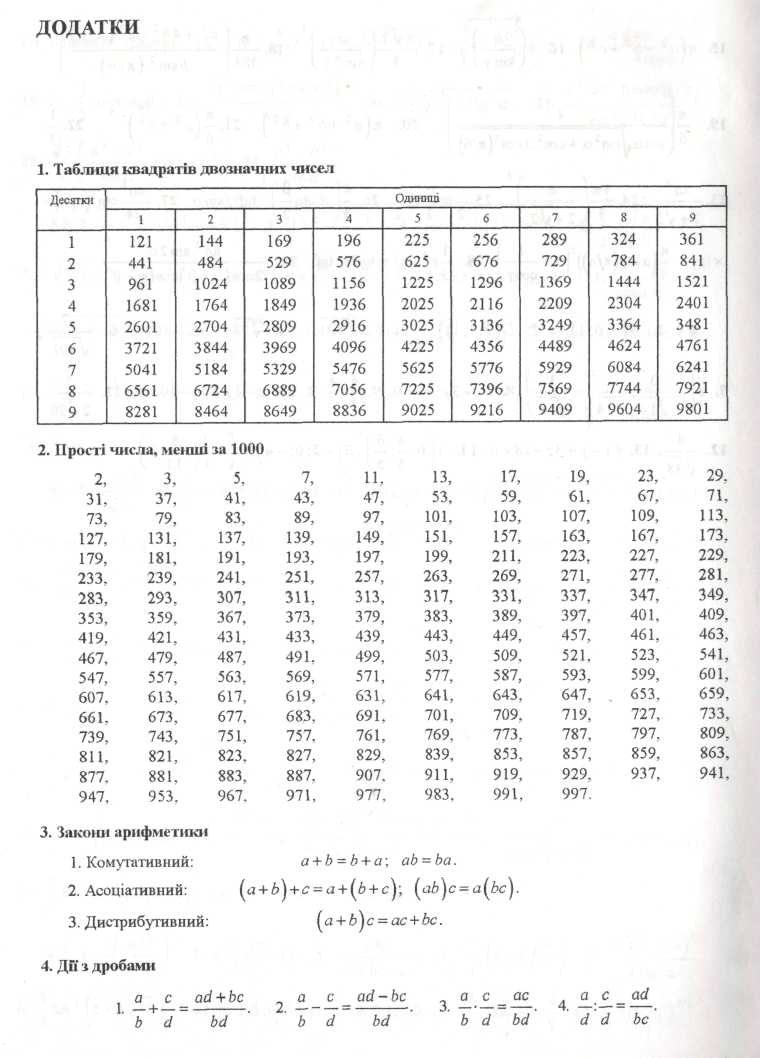 ДОДАТКИ
1. Таблиця квадратів двозначних чисел
Десятки Одиниці
1 2 3 4 5 6 7 8 9
1 121 144 169 196 225 256 289 324 361
2 441 484 529 576 625 676 729 784 841
3 961 1024 1089 1156 1225 1296 1369 1444 1521
4 1681 1764 1849 1936 2025 2116 2209 2304 2401
5 2601 2704 2809 2916 3025 3136 3249 3364 3481
6 3721 3844 3969 4096 4225 4356 4489 4624 4761
7 5041 5184 5329 5476 5625 5776 5929 6084 6241
8 6561 6724 6889 7056 7225 7396 7569 7744 7921
9 8281 8464 8649 8836 9025 9216 9409 9604 9801
2. Прості числа, менші за 1000
2, 3, 5, 7, 11, 13, 17, 19, 23, 29,
31, 37, 41, 43, 47, 53, 59, 61, 67, 71,
73, 79, 83, 89, 97, 101, 103, 107, 109, 113,
127, 131, 137, 139, 149, 151, 157, 163, 167, 173,
179, 181, 191, 193, 197, 199, 211, 223, 227, 229,
233, 239, 241, 251, 257, 263, 269, 271, 277, 281,
283, 293, 307, 311, 313, 317, 331, 337, 347, 349,
353, 359, 367, 373, 379, 383, 389, 397, 401, 409,
419, 421, 431, 433, 439, 443, 449, 457, 461, 463,
467, 479, 487, 491, 499, 503, 509, 521, 523, 541,
547, 557, 563, 569, 571, 577, 587, 593, 599, 601,
607, 613, 617, 619, 631, 641, 643, 647, 653, 659,
661, 673, 677, 683, 691, 701, 709, 719, 727, 733,
739, 743, 751, 757, 761, 769, 773, 787, 797, 809,
811, 821, 823, 827, 829, 839, 853, 857, 859, 863,
877, 881, 883, 887, 907, 911, 919, 929, 937, 941,
947, 953, 967, 971, 977, 983, 991, 997.
3. Закони арифметики
1. Комутативний: a+b=b+a; ab=ba.
2. Асоціативний: (a+b)+c=a+(b+c); (ab)c=a(bc).
3. Дистрибутивний: (a+b)c=ac+bc.
4. Дії з дробами
1. a/b + c/d = (ad+bc)/bd. 2. a/b − c/d = (ad−bc)/bd. 3. a/b · c/d = ac/bd. 4. a/d : c/d = ad/bc.